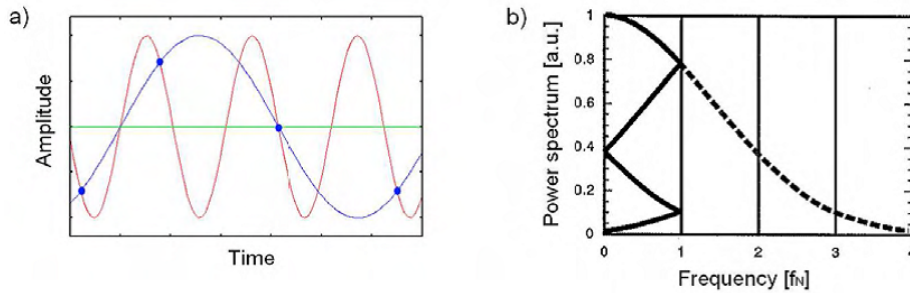 a)
Amplitude
Time
b)
Power spectrum [a.u.]
1
0.8
0.6
0.4
0.2
0
0 1 2 3 4
Frequency [fN]